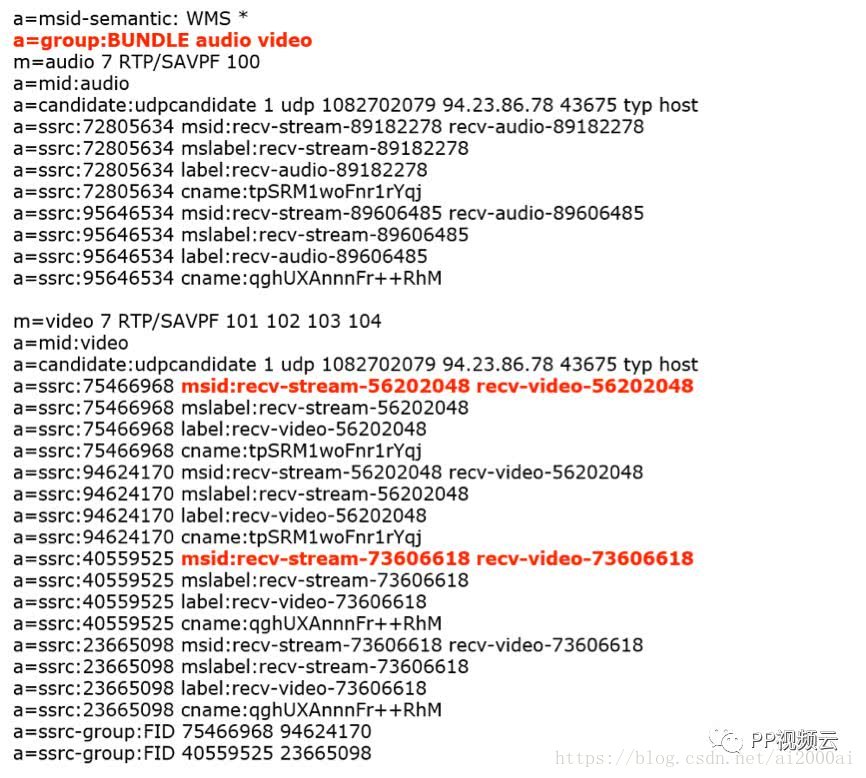 a=msid-semantic: WMS *
a=group:BUNDLE audio video
m=audio 7 RTP/SAVPF 100
a=mid:audio
a=candidate:udpcandidate 1 udp 1082702079 94.23.86.78 43675 typ host
a=ssrc:72805634 msid:recv-stream-89182278 recv-audio-89182278
a=ssrc:72805634 mslabel:recv-stream-89182278
a=ssrc:72805634 label:recv-audio-89182278
a=ssrc:72805634 cname:tpSRM1woFnr1rYqj
a=ssrc:95646534 msid:recv-stream-89606485 recv-audio-89606485
a=ssrc:95646534 mslabel:recv-stream-89606485
a=ssrc:95646534 label:recv-audio-89606485
a=ssrc:95646534 cname:qghUXAnnnFr++RhM
m=video 7 RTP/SAVPF 101 102 103 104
a=mid:video
a=candidate:udpcandidate 1 udp 1082702079 94.23.86.78 43675 typ host
a=ssrc:75466968 msid:recv-stream-56202048 recv-video-56202048
a=ssrc:75466968 mslabel:recv-stream-56202048
a=ssrc:75466968 label:recv-video-56202048
a=ssrc:75466968 cname:tpSRM1woFnr1rYqj
a=ssrc:94624170 msid:recv-stream-56202048 recv-video-56202048
a=ssrc:94624170 mslabel:recv-stream-56202048
a=ssrc:94624170 label:recv-video-56202048
a=ssrc:94624170 cname:tpSRM1woFnr1rYqj
a=ssrc:40559525 msid:recv-stream-73606618 recv-video-73606618
a=ssrc:40559525 mslabel:recv-stream-73606618
a=ssrc:40559525 label:recv-video-73606618
a=ssrc:40559525 cname:qghUXAnnnFr++RhM
a=ssrc:23665098 msid:recv-stream-73606618 recv-video-73606618
a=ssrc:23665098 mslabel:recv-stream-73606618
a=ssrc:23665098 label:recv-video-73606618
a=ssrc:23665098 cname:qghUXAnnnFr++RhM
a=ssrc-group:FID 75466968 94624170
a=ssrc-group:FID 40559525 23665098
PP视频云
https://blog.csdn.net/ai2000ai